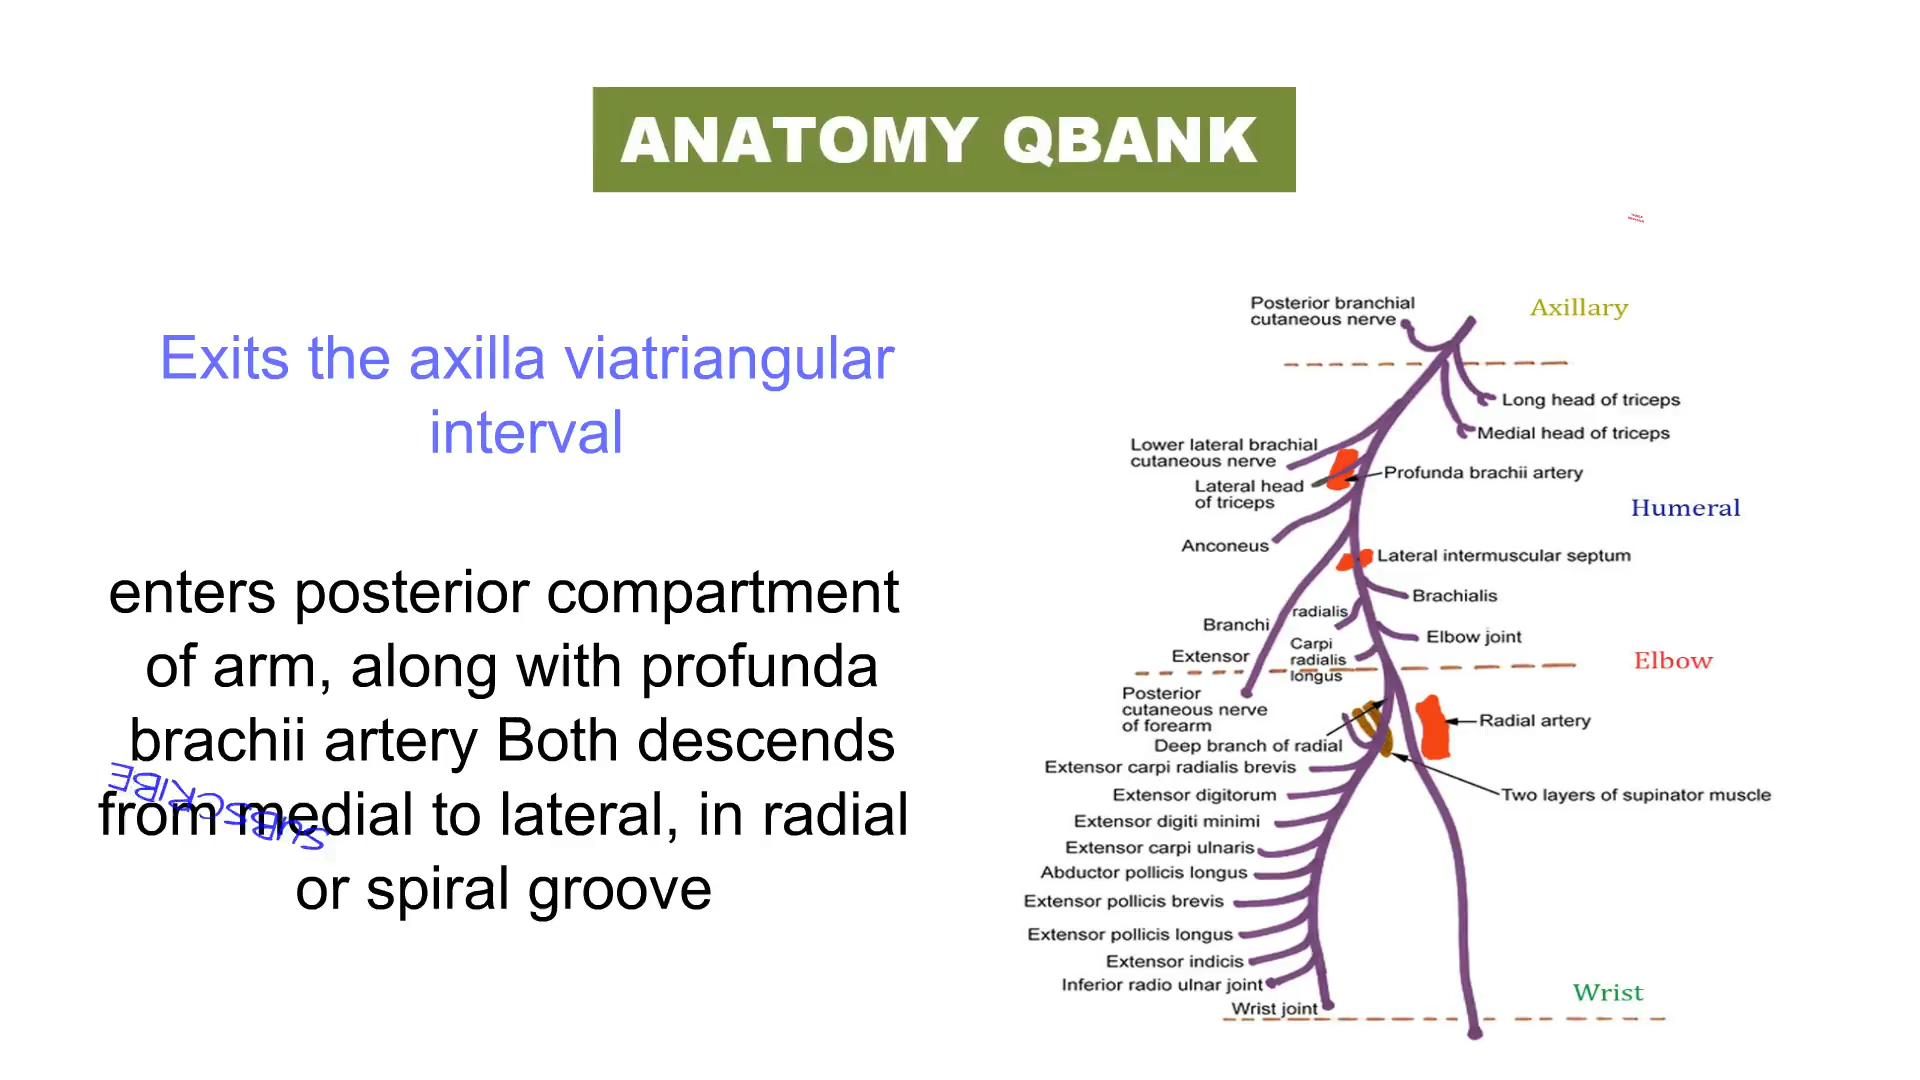 ANATOMY QBANK
Exits the axilla viatriangular
interval
enters posterior compartment
of arm, along with profunda
brachii artery Both descends
from medial to lateral, in radial
or spiral groove
SUBSCRIBE
Posterior branchial
cutaneous nerve
Axillary
Long head of triceps
Medial head of triceps
Lower lateral brachial
cutaneous nerve
Profunda brachii artery
Lateral head
of triceps
Humeral
Anconeus
Lateral intermuscular septum
Brachialis
radialis
Branchi
Elbow joint
Carpi
radialis
longus
Extensor
Elbow
Posterior
cutaneous nerve
of forearm
Radial artery
Deep branch of radial
Extensor carpi radialis brevis
Extensor digitorum
Two layers of supinator muscle
Extensor digiti minimi
Extensor carpi ulnaris
Abductor pollicis longus
Extensor pollicis brevis
Extensor pollicis longus
Extensor indicis
Inferior radio ulnar joint
Wrist
Wrist joint